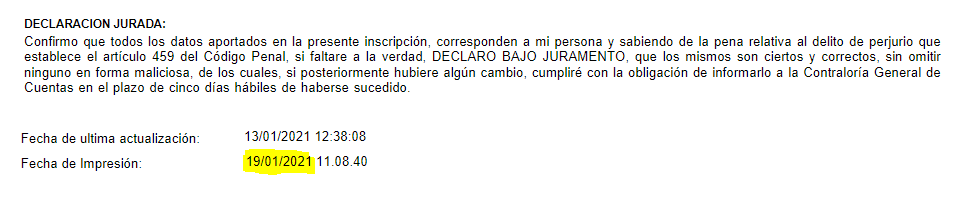 DECLARACION JURADA:
Confirmo que todos los datos aportados en la presente inscripción, corresponden a mi persona y sabiendo de la pena relativa al delito de perjurio que
establece el artículo 459 del Código Penal, si faltare a la verdad, DECLARO BAJO JURAMENTO, que los mismos son ciertos y correctos, sin omitir
ninguno en forma maliciosa, de los cuales, si posteriormente hubiere algún cambio, cumpliré con la obligación de informarlo a la Contraloría General de
Cuentas en el plazo de cinco días hábiles de haberse sucedido.
Fecha de ultima actualización: 13/01/2021 12:38:08
Fecha de Impresión: 19/01/2021 11.08.40